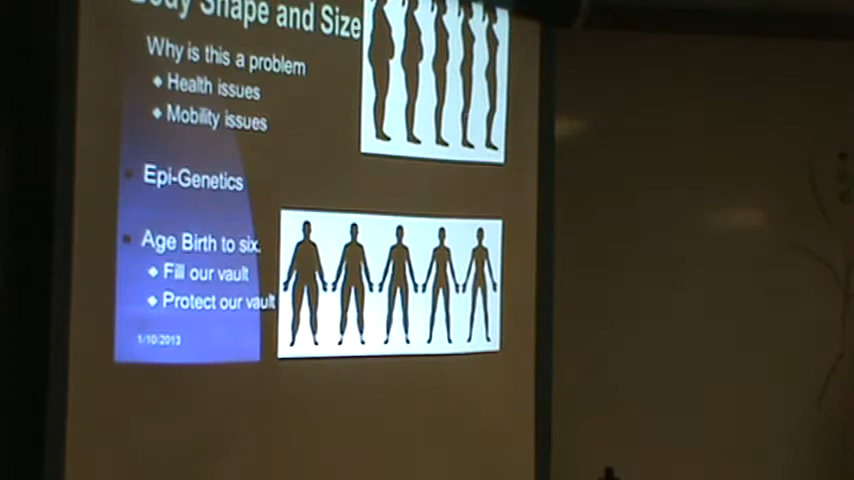 Body Shape and Size
Why is this a problem
Health issues
Mobility issues
Epi-Genetics
Age Birth to six.
Fill our vault
Protect our vault
1/10/2013